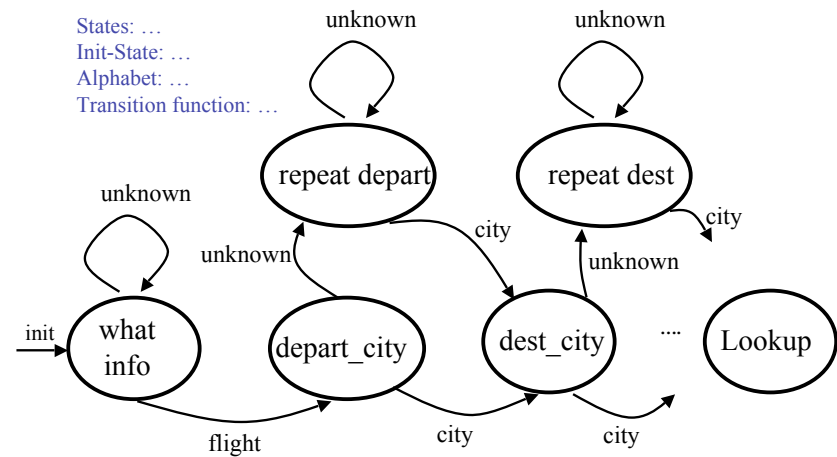 States: …
Init-State: …
Alphabet: …
Transition function: …
unknown
unknown
repeat depart
repeat dest
unknown
city
city
unknown
unknown
init
what
info
depart_city
dest_city
....
Lookup
flight
city
city